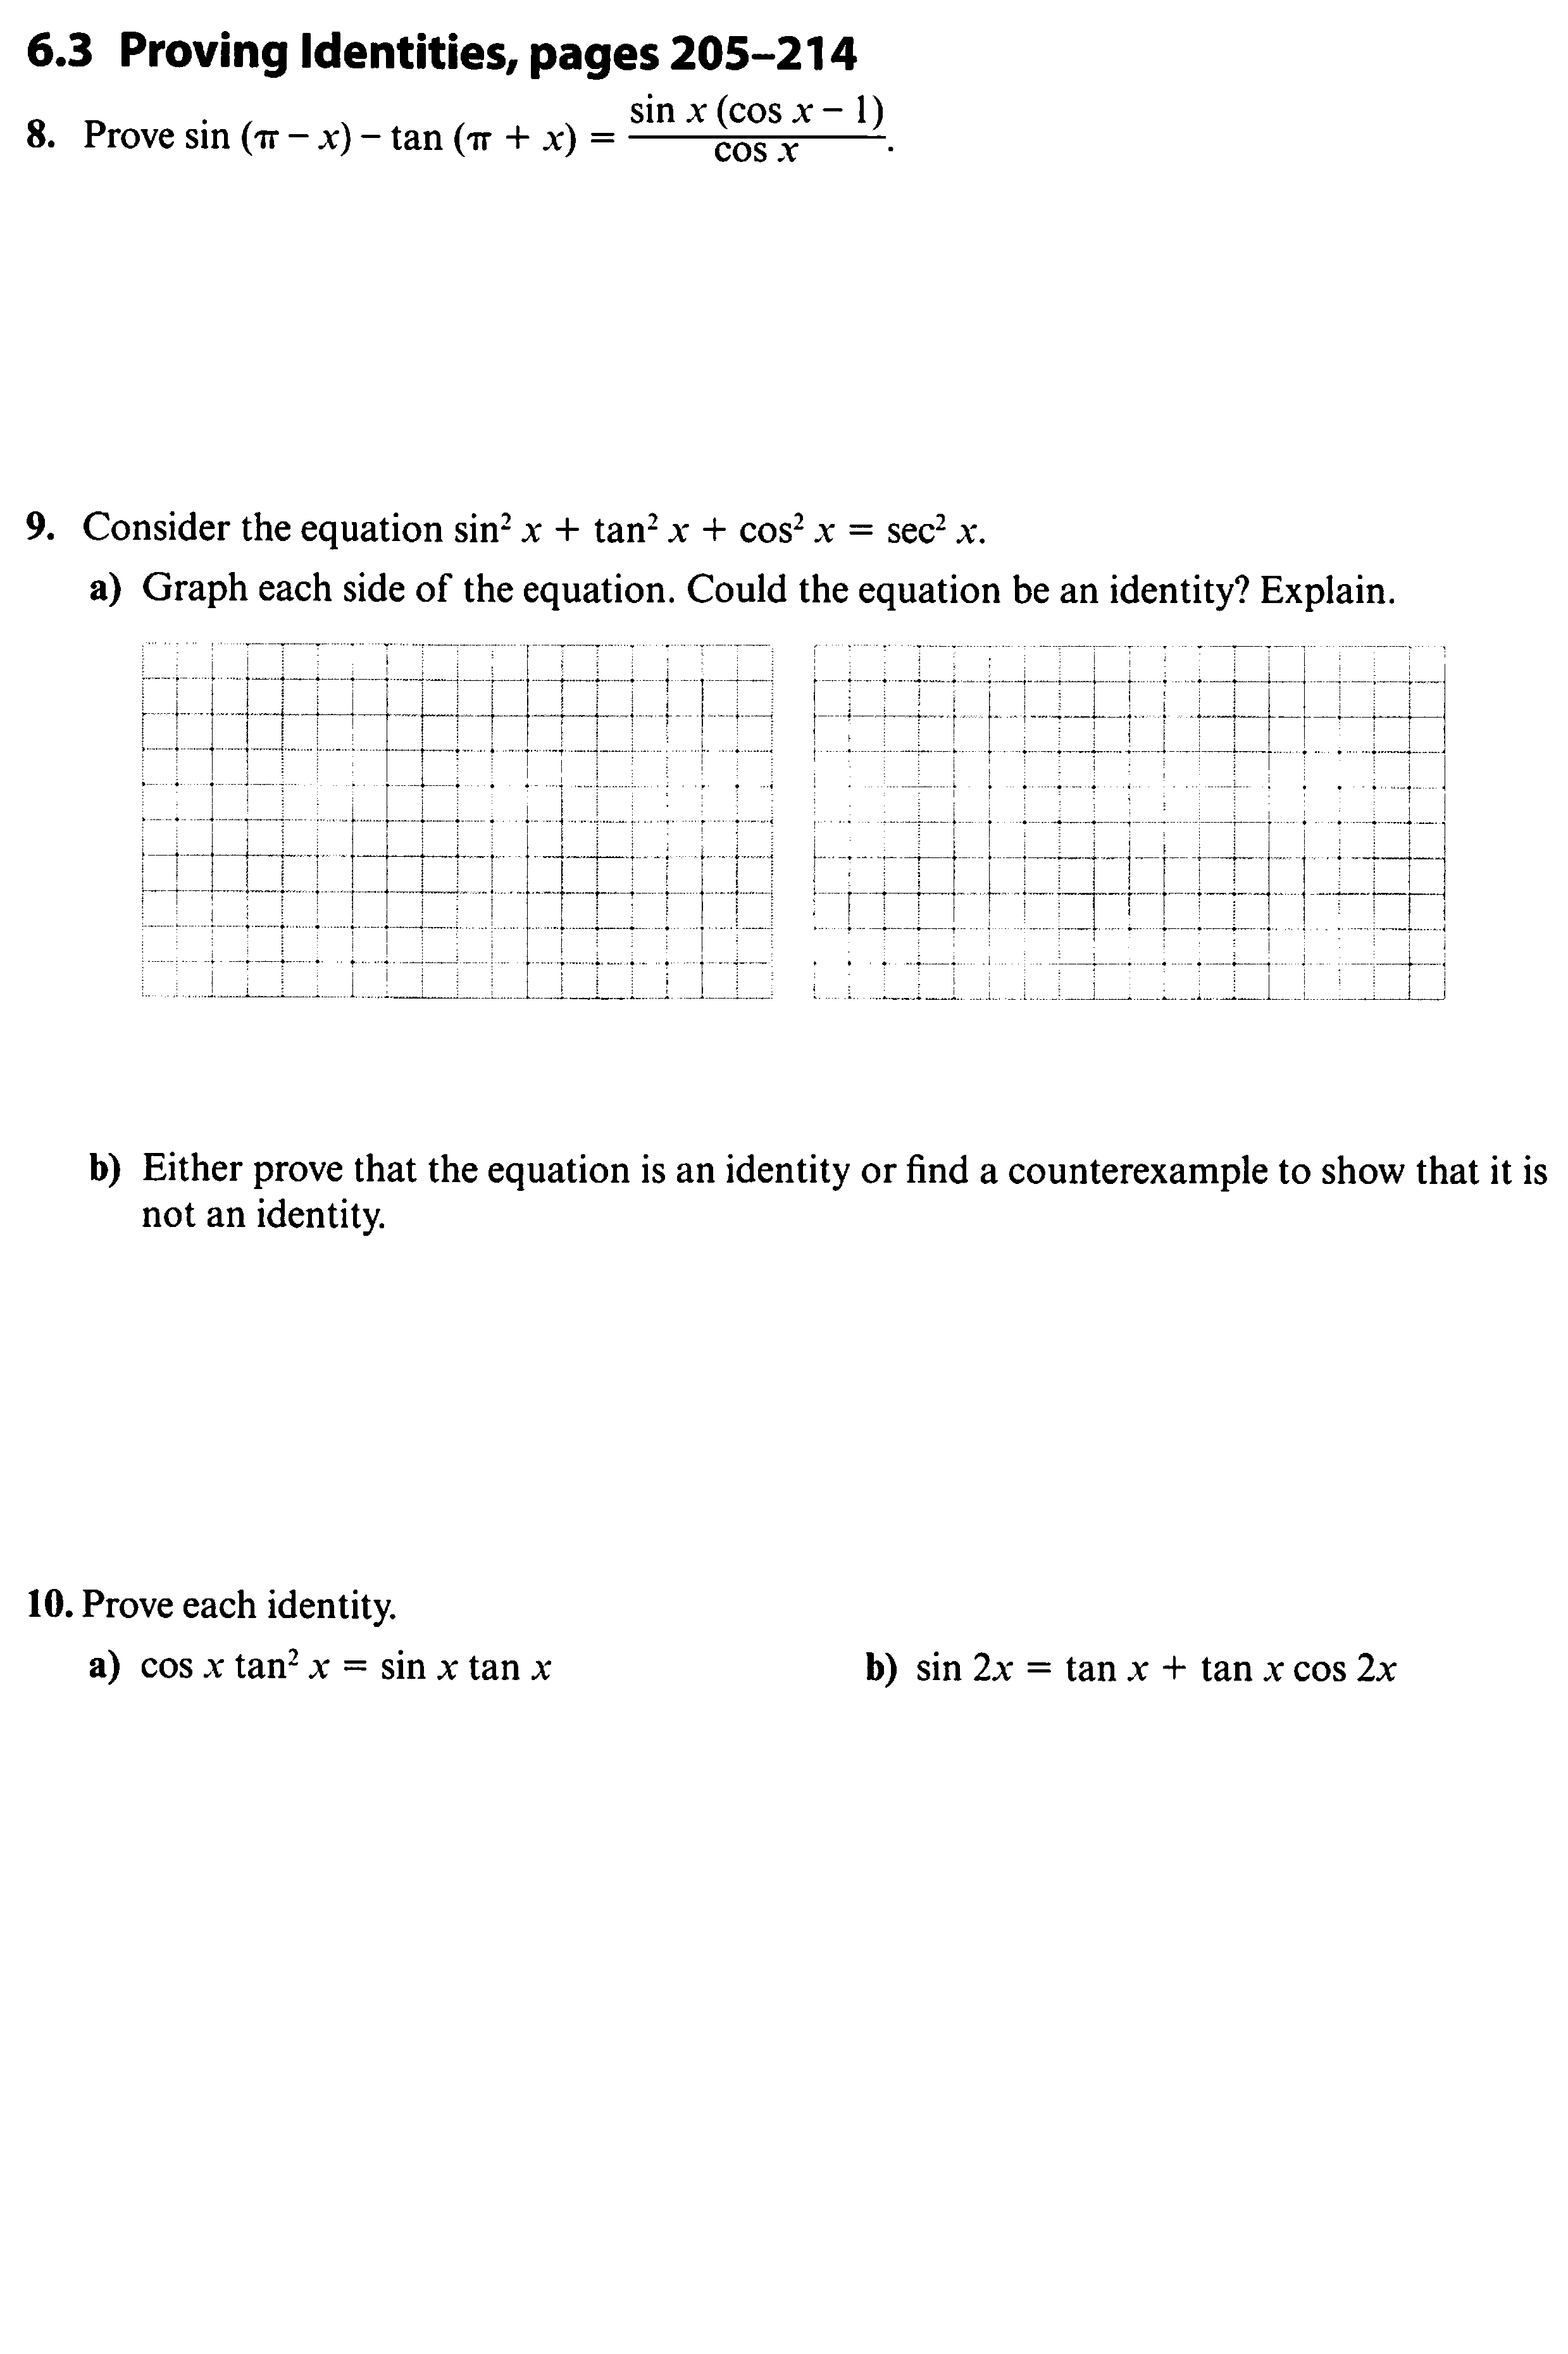 6.3 Proving Identities, pages 205–214
8. Prove sin (π − x) − tan (π + x) = sin x (cos x − 1) / cos x.
9. Consider the equation sin² x + tan² x + cos² x = sec² x.
a) Graph each side of the equation. Could the equation be an identity? Explain.
b) Either prove that the equation is an identity or find a counterexample to show that it is
not an identity.
10. Prove each identity.
a) cos x tan² x = sin x tan x
b) sin 2x = tan x + tan x cos 2x